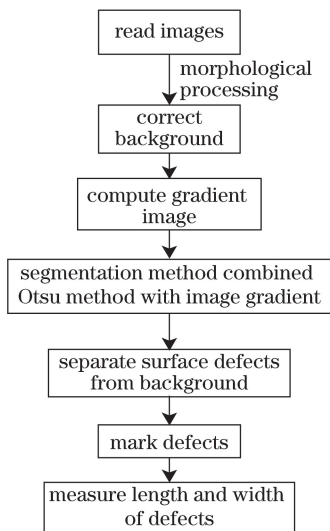 read images
morphological
processing
correct
background
compute gradient
image
segmentation method combined
Otsu method with image gradient
separate surface defects
from background
mark defects
measure length and width
of defects